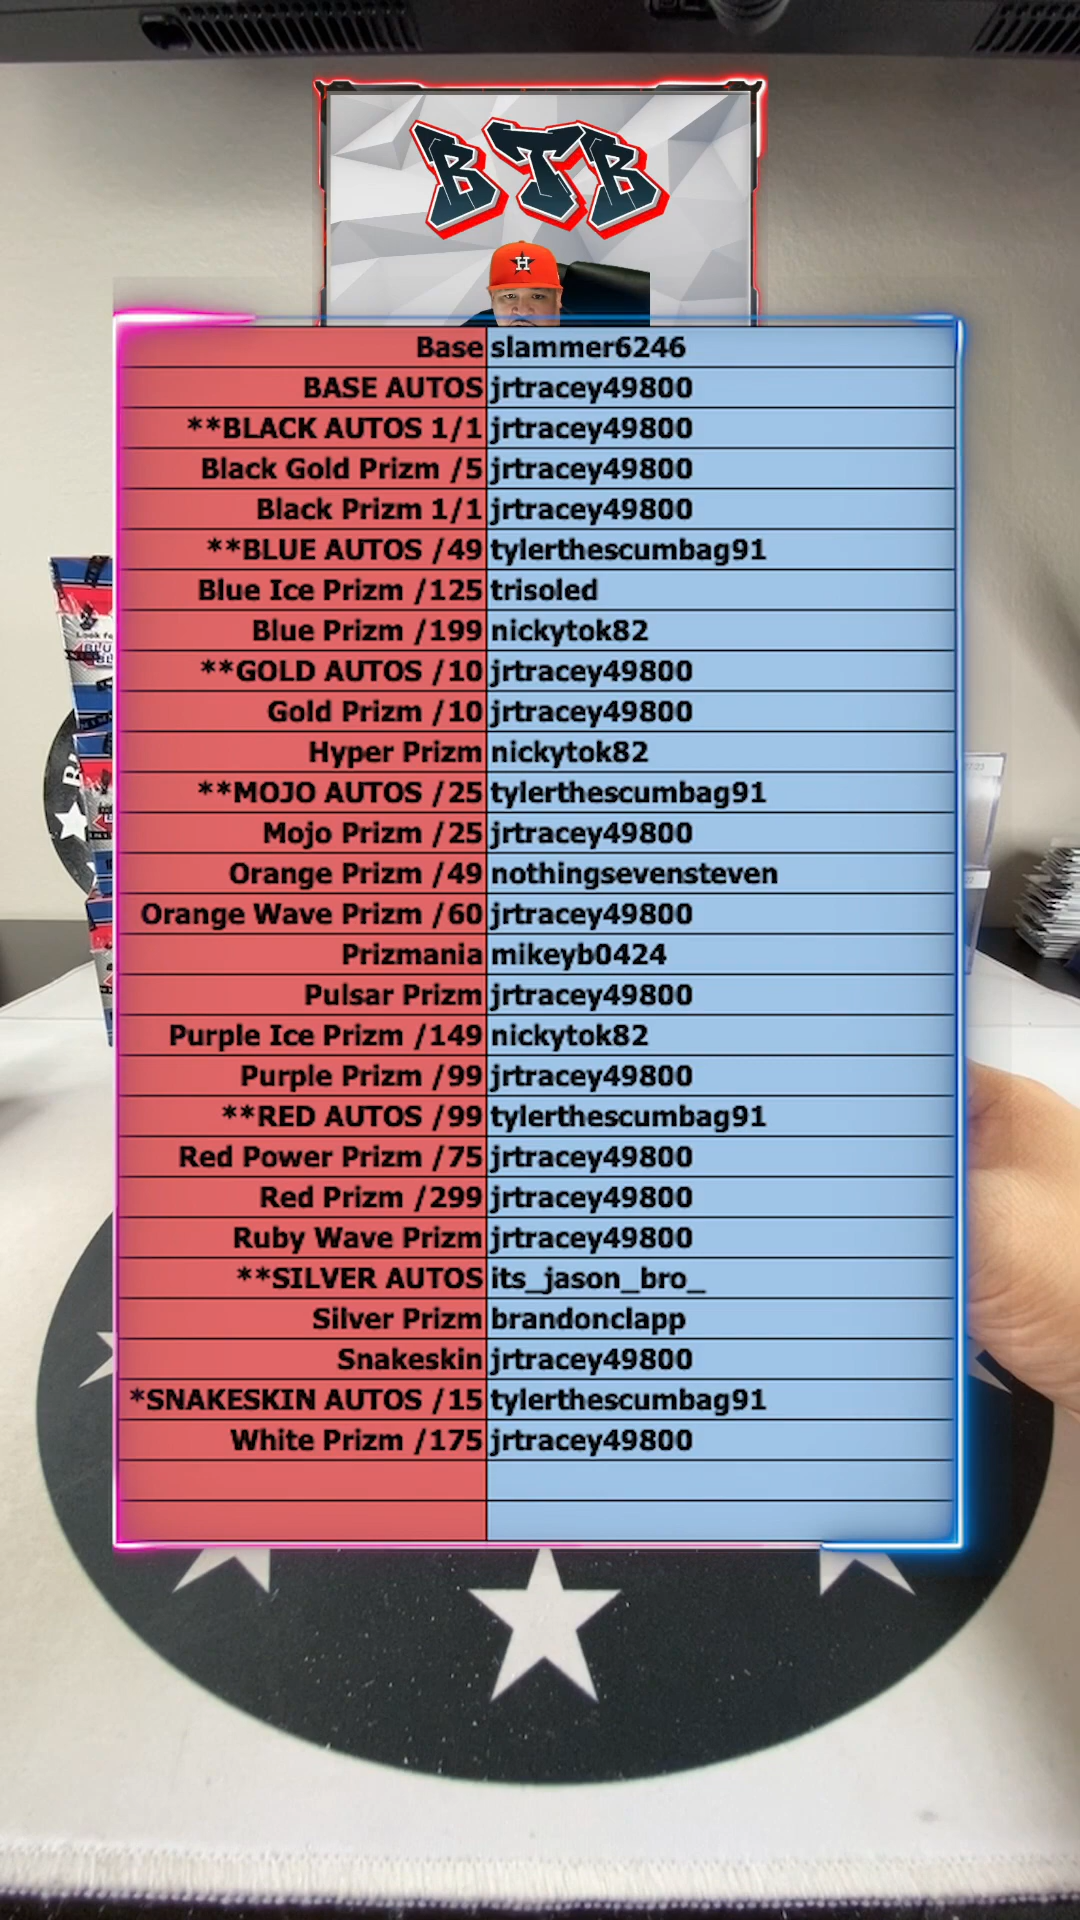 BTB
H
Base slammer6246
BASE AUTOS jrtracey49800
**BLACK AUTOS 1/1 jrtracey49800
Black Gold Prizm /5 jrtracey49800
Black Prizm 1/1 jrtracey49800
**BLUE AUTOS /49 tylerthescumbag91
Blue Ice Prizm /125 trisoled
Blue Prizm /199 nickytok82
**GOLD AUTOS /10 jrtracey49800
Gold Prizm /10 jrtracey49800
Hyper Prizm nickytok82
**MOJO AUTOS /25 tylerthescumbag91
Mojo Prizm /25 jrtracey49800
Orange Prizm /49 nothingsevensteven
Orange Wave Prizm /60 jrtracey49800
Prizmania mikeyb0424
Pulsar Prizm jrtracey49800
Purple Ice Prizm /149 nickytok82
Purple Prizm /99 jrtracey49800
**RED AUTOS /99 tylerthescumbag91
Red Power Prizm /75 jrtracey49800
Red Prizm /299 jrtracey49800
Ruby Wave Prizm jrtracey49800
**SILVER AUTOS its_jason_bro_
Silver Prizm brandonclapp
Snakeskin jrtracey49800
*SNAKESKIN AUTOS /15 tylerthescumbag91
White Prizm /175 jrtracey49800
Look